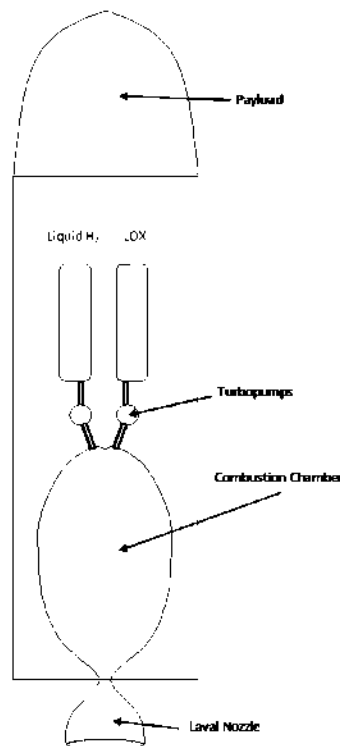 Payload
Liquid H₂ LOX
Turbopumps
Combustion Chamber
Laval Nozzle